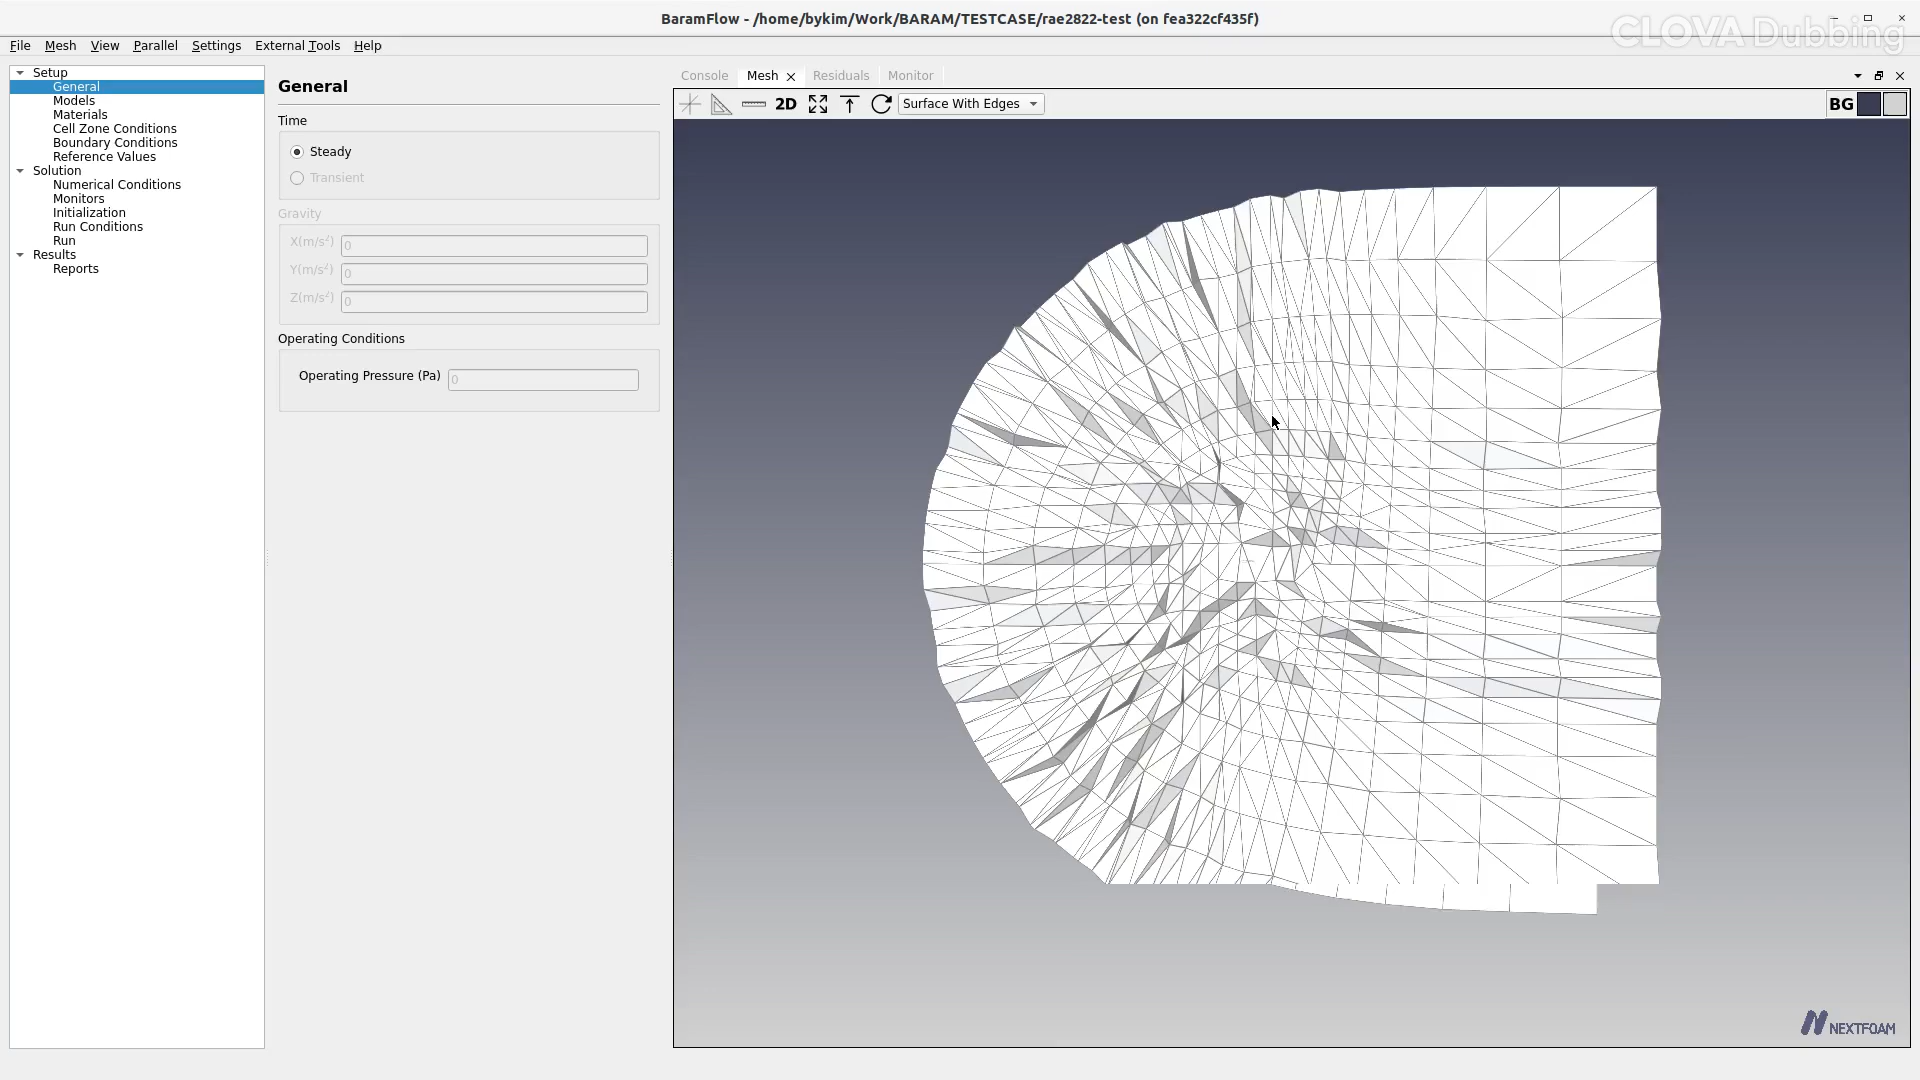 BaramFlow - /home/bykim/Work/BARAM/TESTCASE/rae2822-test (on fea322cf435f)
CLOVA Dubbing
File Mesh View Parallel Settings External Tools Help
Setup
General
Models
Materials
Cell Zone Conditions
Boundary Conditions
Reference Values
Solution
Numerical Conditions
Monitors
Initialization
Run Conditions
Run
Results
Reports
General
Time
Steady
Transient
Gravity
X(m/s²) 0
Y(m/s²) 0
Z(m/s²) 0
Operating Conditions
Operating Pressure (Pa) 0
Console Mesh Residuals Monitor
2D Surface With Edges BG
NEXTFOAM